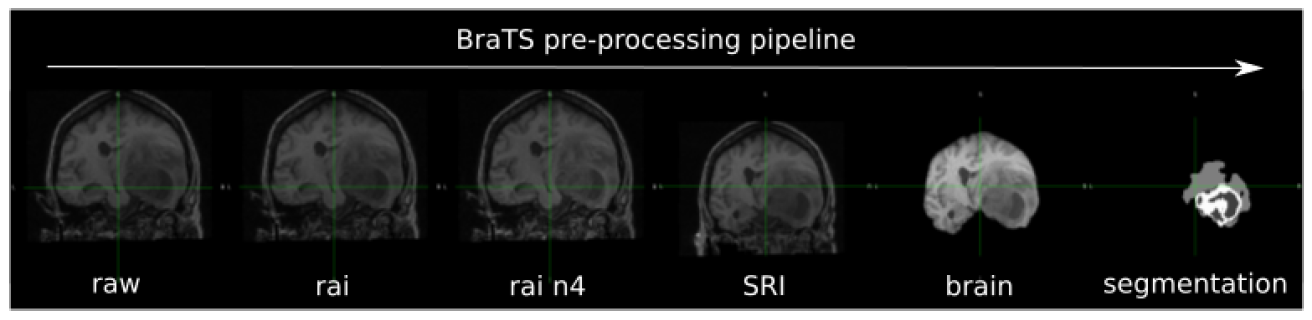 BraTS pre-processing pipeline
raw
rai
rai n4
SRI
brain
segmentation